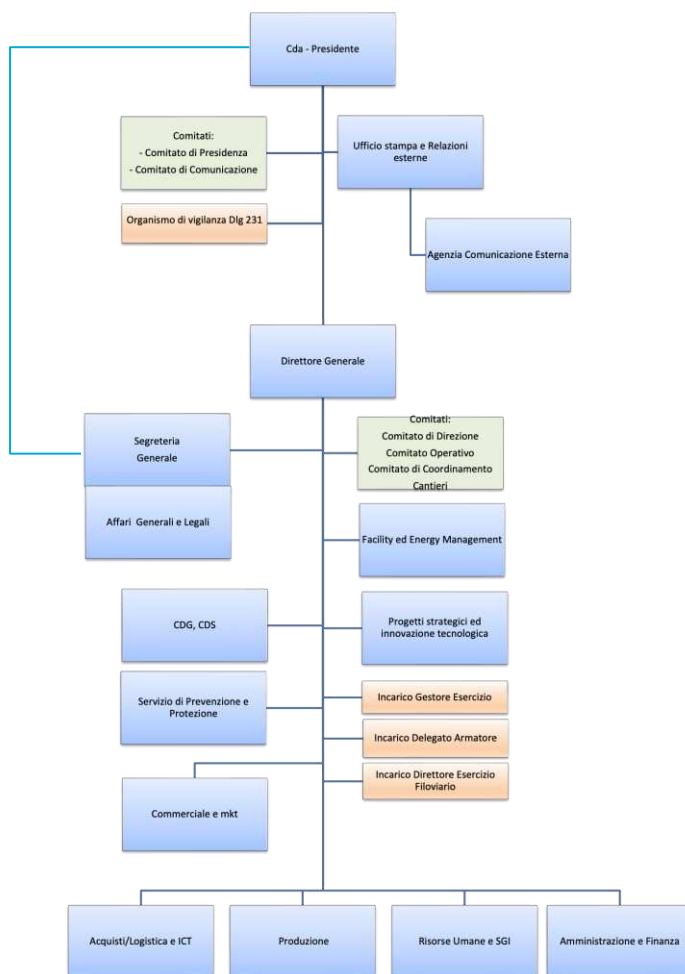 Cda - Presidente
Comitati:
- Comitato di Presidenza
- Comitato di Comunicazione
Ufficio stampa e Relazioni
esterne
Organismo di vigilanza Dlg 231
Agenzia Comunicazione Esterna
Direttore Generale
Segreteria
Generale
Comitati:
Comitato di Direzione
Comitato Operativo
Comitato di Coordinamento
Cantieri
Affari Generali e Legali
Facility ed Energy Management
CDG, CDS
Progetti strategici ed
innovazione tecnologica
Servizio di Prevenzione e
Protezione
Incarico Gestore Esercizio
Incarico Delegato Armatore
Incarico Direttore Esercizio
Filoviario
Commerciale e mkt
Acquisti/Logistica e ICT
Produzione
Risorse Umane e SGI
Amministrazione e Finanza